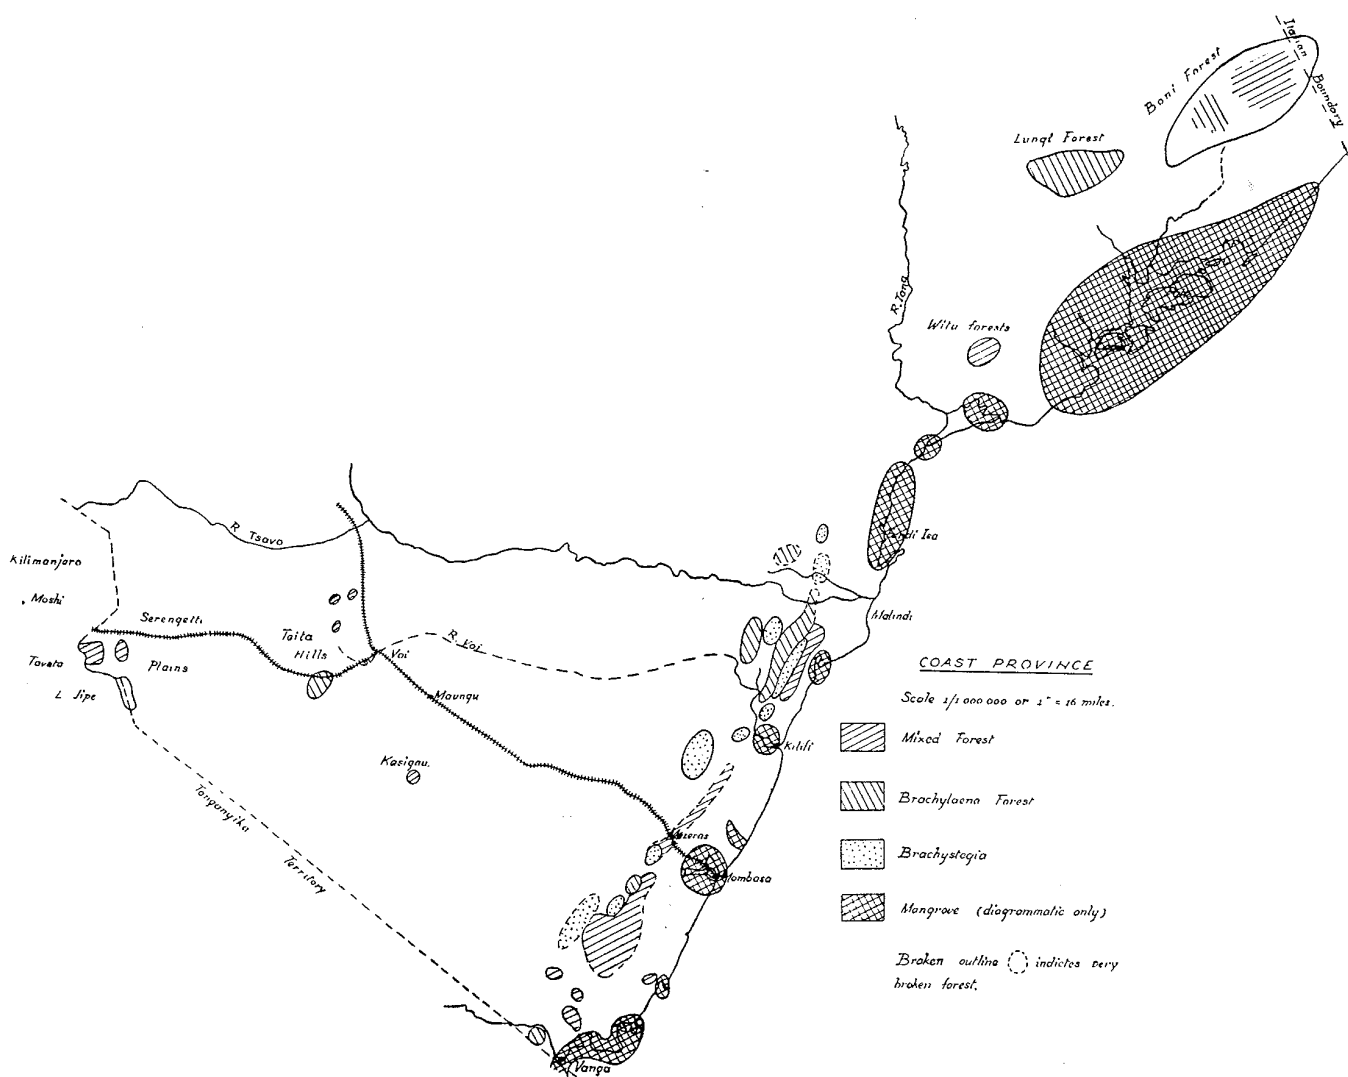 Italian
Boundary
Boni Forest
Lungi Forest
R. Tana
Witu forests
R. Tsavo
Kilimanjaro
Moshi
Serengetti
Taita
Hills
Voi
R. Voi
Malindi
Taveta
Plains
L Jipe
Maungu
COAST PROVINCE
Scale 1/1 000 000 or 1" = 16 miles.
Mixed Forest
Kilifi
Kasigau.
Tanganyika
Territory
Brachylaena Forest
Mazeras
Brachystegia
Mombasa
Mangrove (diagrammatic only)
Broken outline indictes very
broken forest.
Vanga